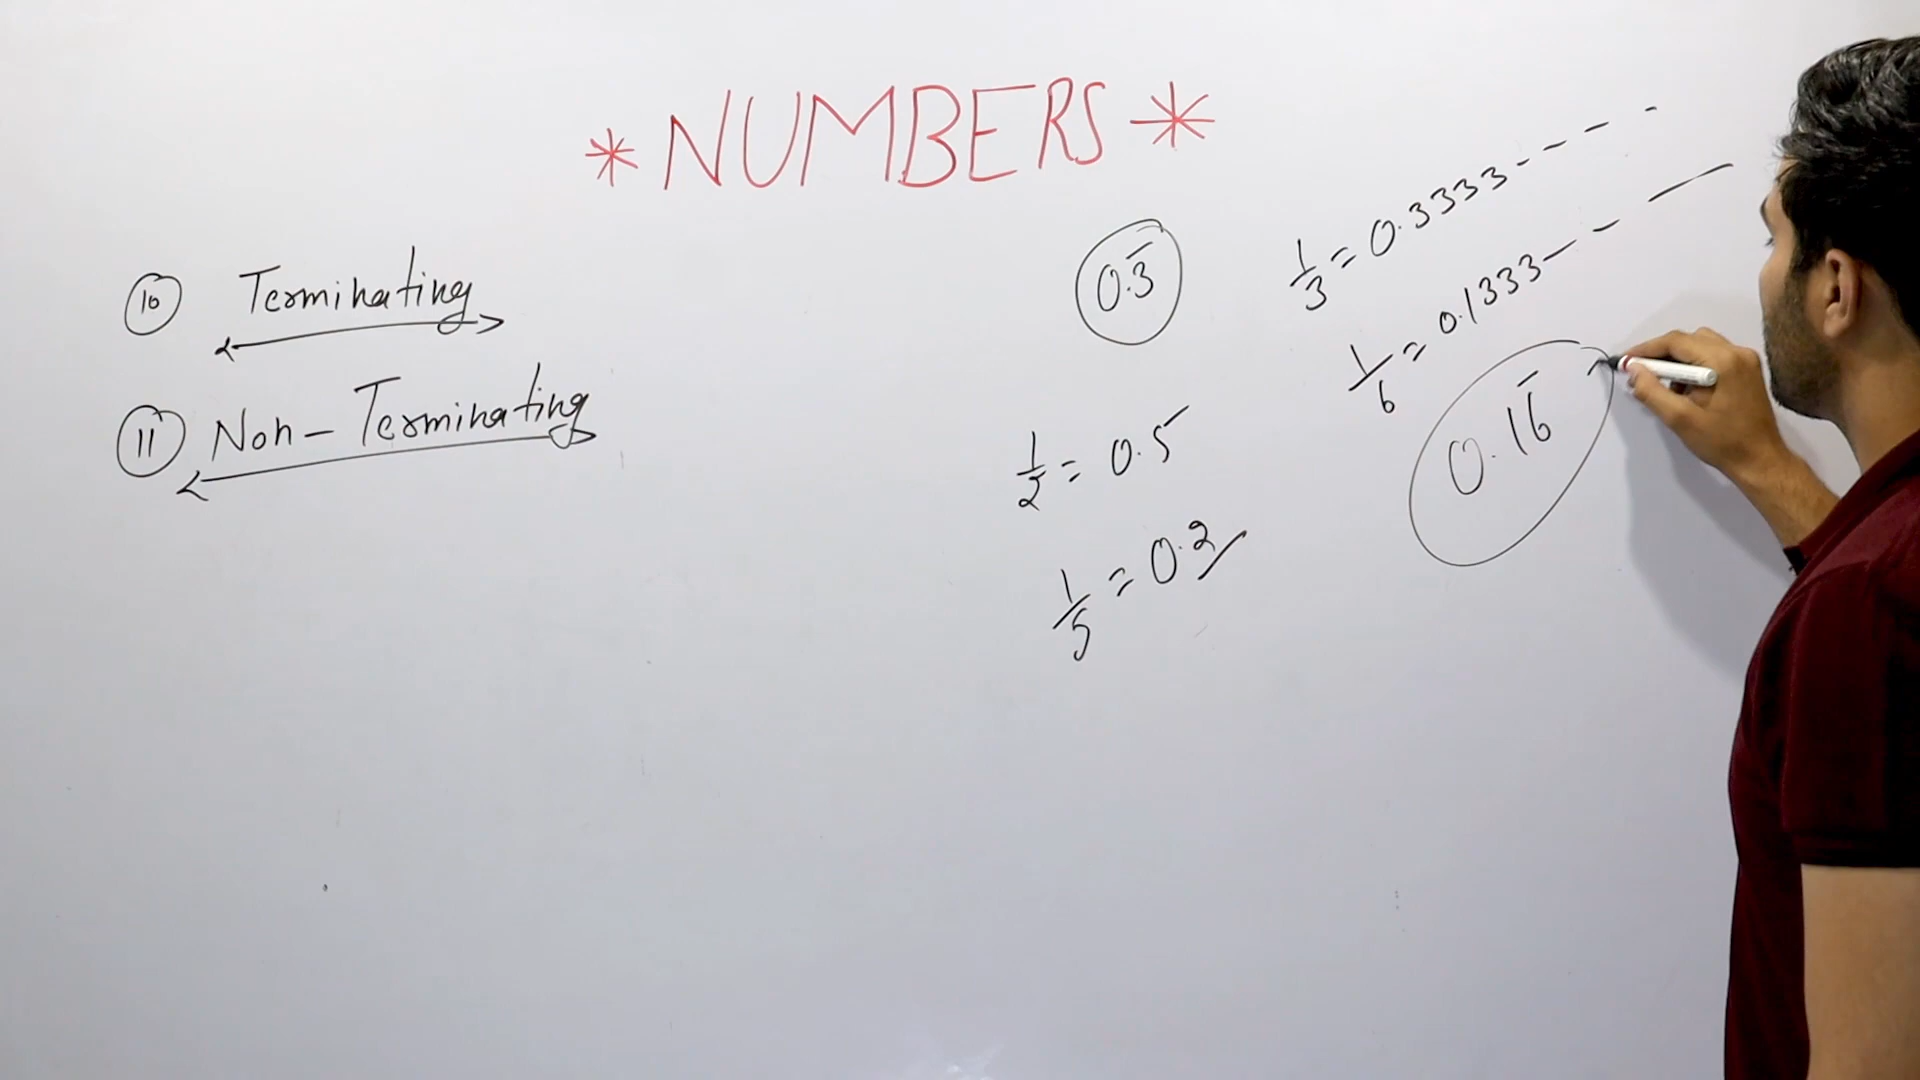 * NUMBERS *
10 Terminating
11 Non-Terminating
0.3̅
1/3 = 0.3333----
1/6 = 0.1333---
0.16̅
1/2 = 0.5
1/5 = 0.2